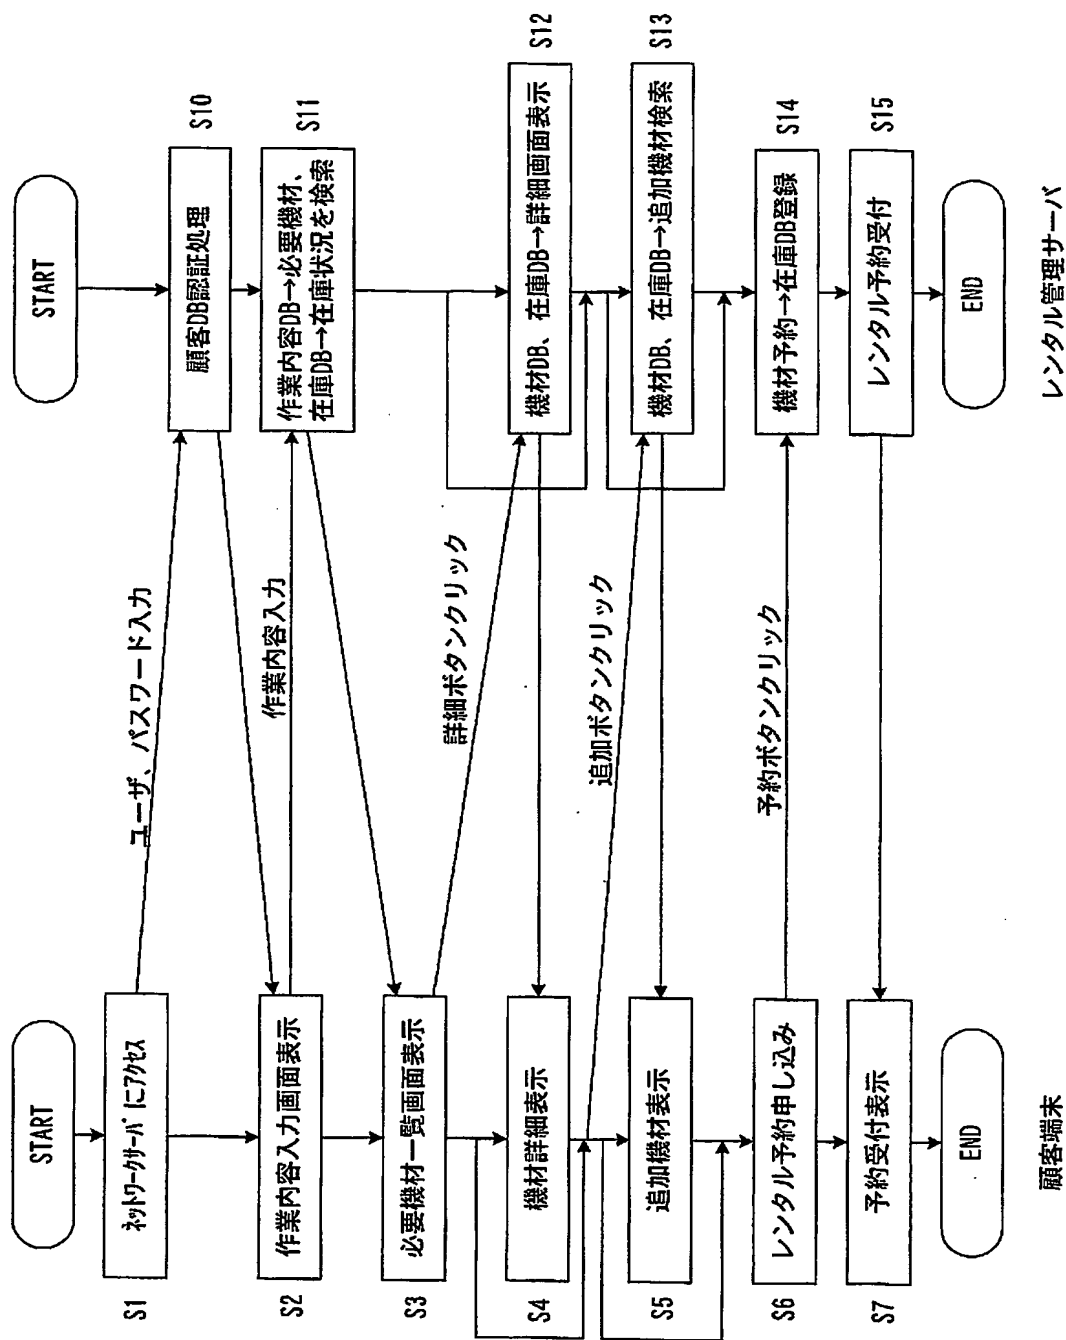 START
ネットワークサーバにアクセス
S1
作業内容入力画面表示
S2
必要機材一覧画面表示
S3
機材詳細表示
S4
追加機材表示
S5
レンタル予約申し込み
S6
予約受付表示
S7
END
顧客端末
ユーザ、パスワード入力
作業内容入力
詳細ボタンクリック
追加ボタンクリック
予約ボタンクリック
START
顧客DB認証処理
S10
作業内容DB→必要機材、
在庫DB→在庫状況を検索
S11
機材DB、在庫DB→詳細画面表示
S12
機材DB、在庫DB→追加機材検索
S13
機材予約→在庫DB登録
S14
レンタル予約受付
S15
END
レンタル管理サーバ